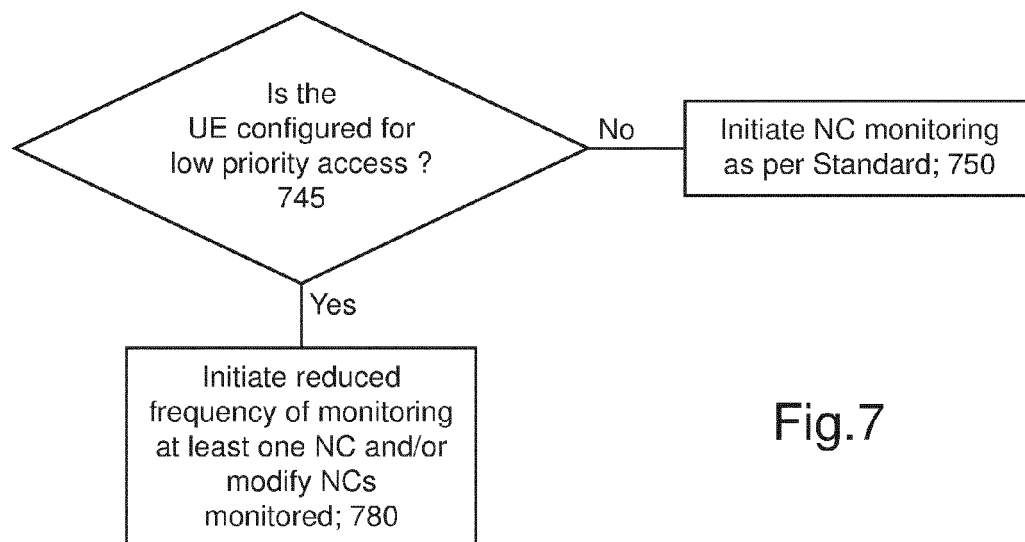 Is the
UE configured for
low priority access ?
745
No
Initiate NC monitoring
as per Standard; 750
Yes
Initiate reduced
frequency of monitoring
at least one NC and/or
modify NCs
monitored; 780
Fig.7